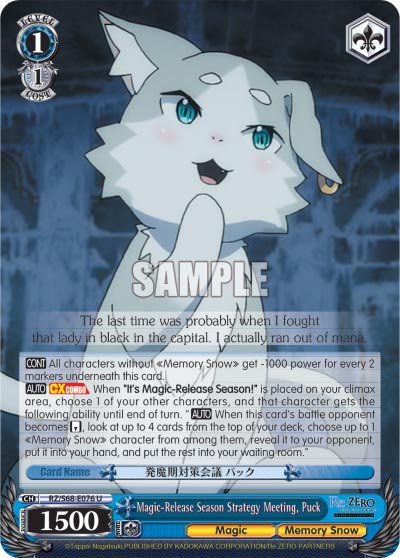 LEVEL
1
1
COST
SAMPLE
The last time was probably when I fought
that lady in black in the capital. I actually ran out of mana.
CONT All characters without «Memory Snow» get -1000 power for every 2
markers underneath this card.
AUTO CXCOMBO When "It's Magic-Release Season!" is placed on your climax
area, choose 1 of your other characters, and that character gets the
following ability until end of turn. "AUTO When this card's battle opponent
becomes [ ], look at up to 4 cards from the top of your deck, choose up to 1
«Memory Snow» character from among them, reveal it to your opponent,
put it into your hand, and put the rest into your waiting room."
Card Name 発魔期対策会議 パック
CH RZ/S68-E076 U
Magic-Release Season Strategy Meeting, Puck
Re:ZERO
POWER 1500 SOUL
Magic Memory Snow
©Tappei Nagatsuki,PUBLISHED BY KADOKAWA CORPORATION/Re:ZERO PARTNERS